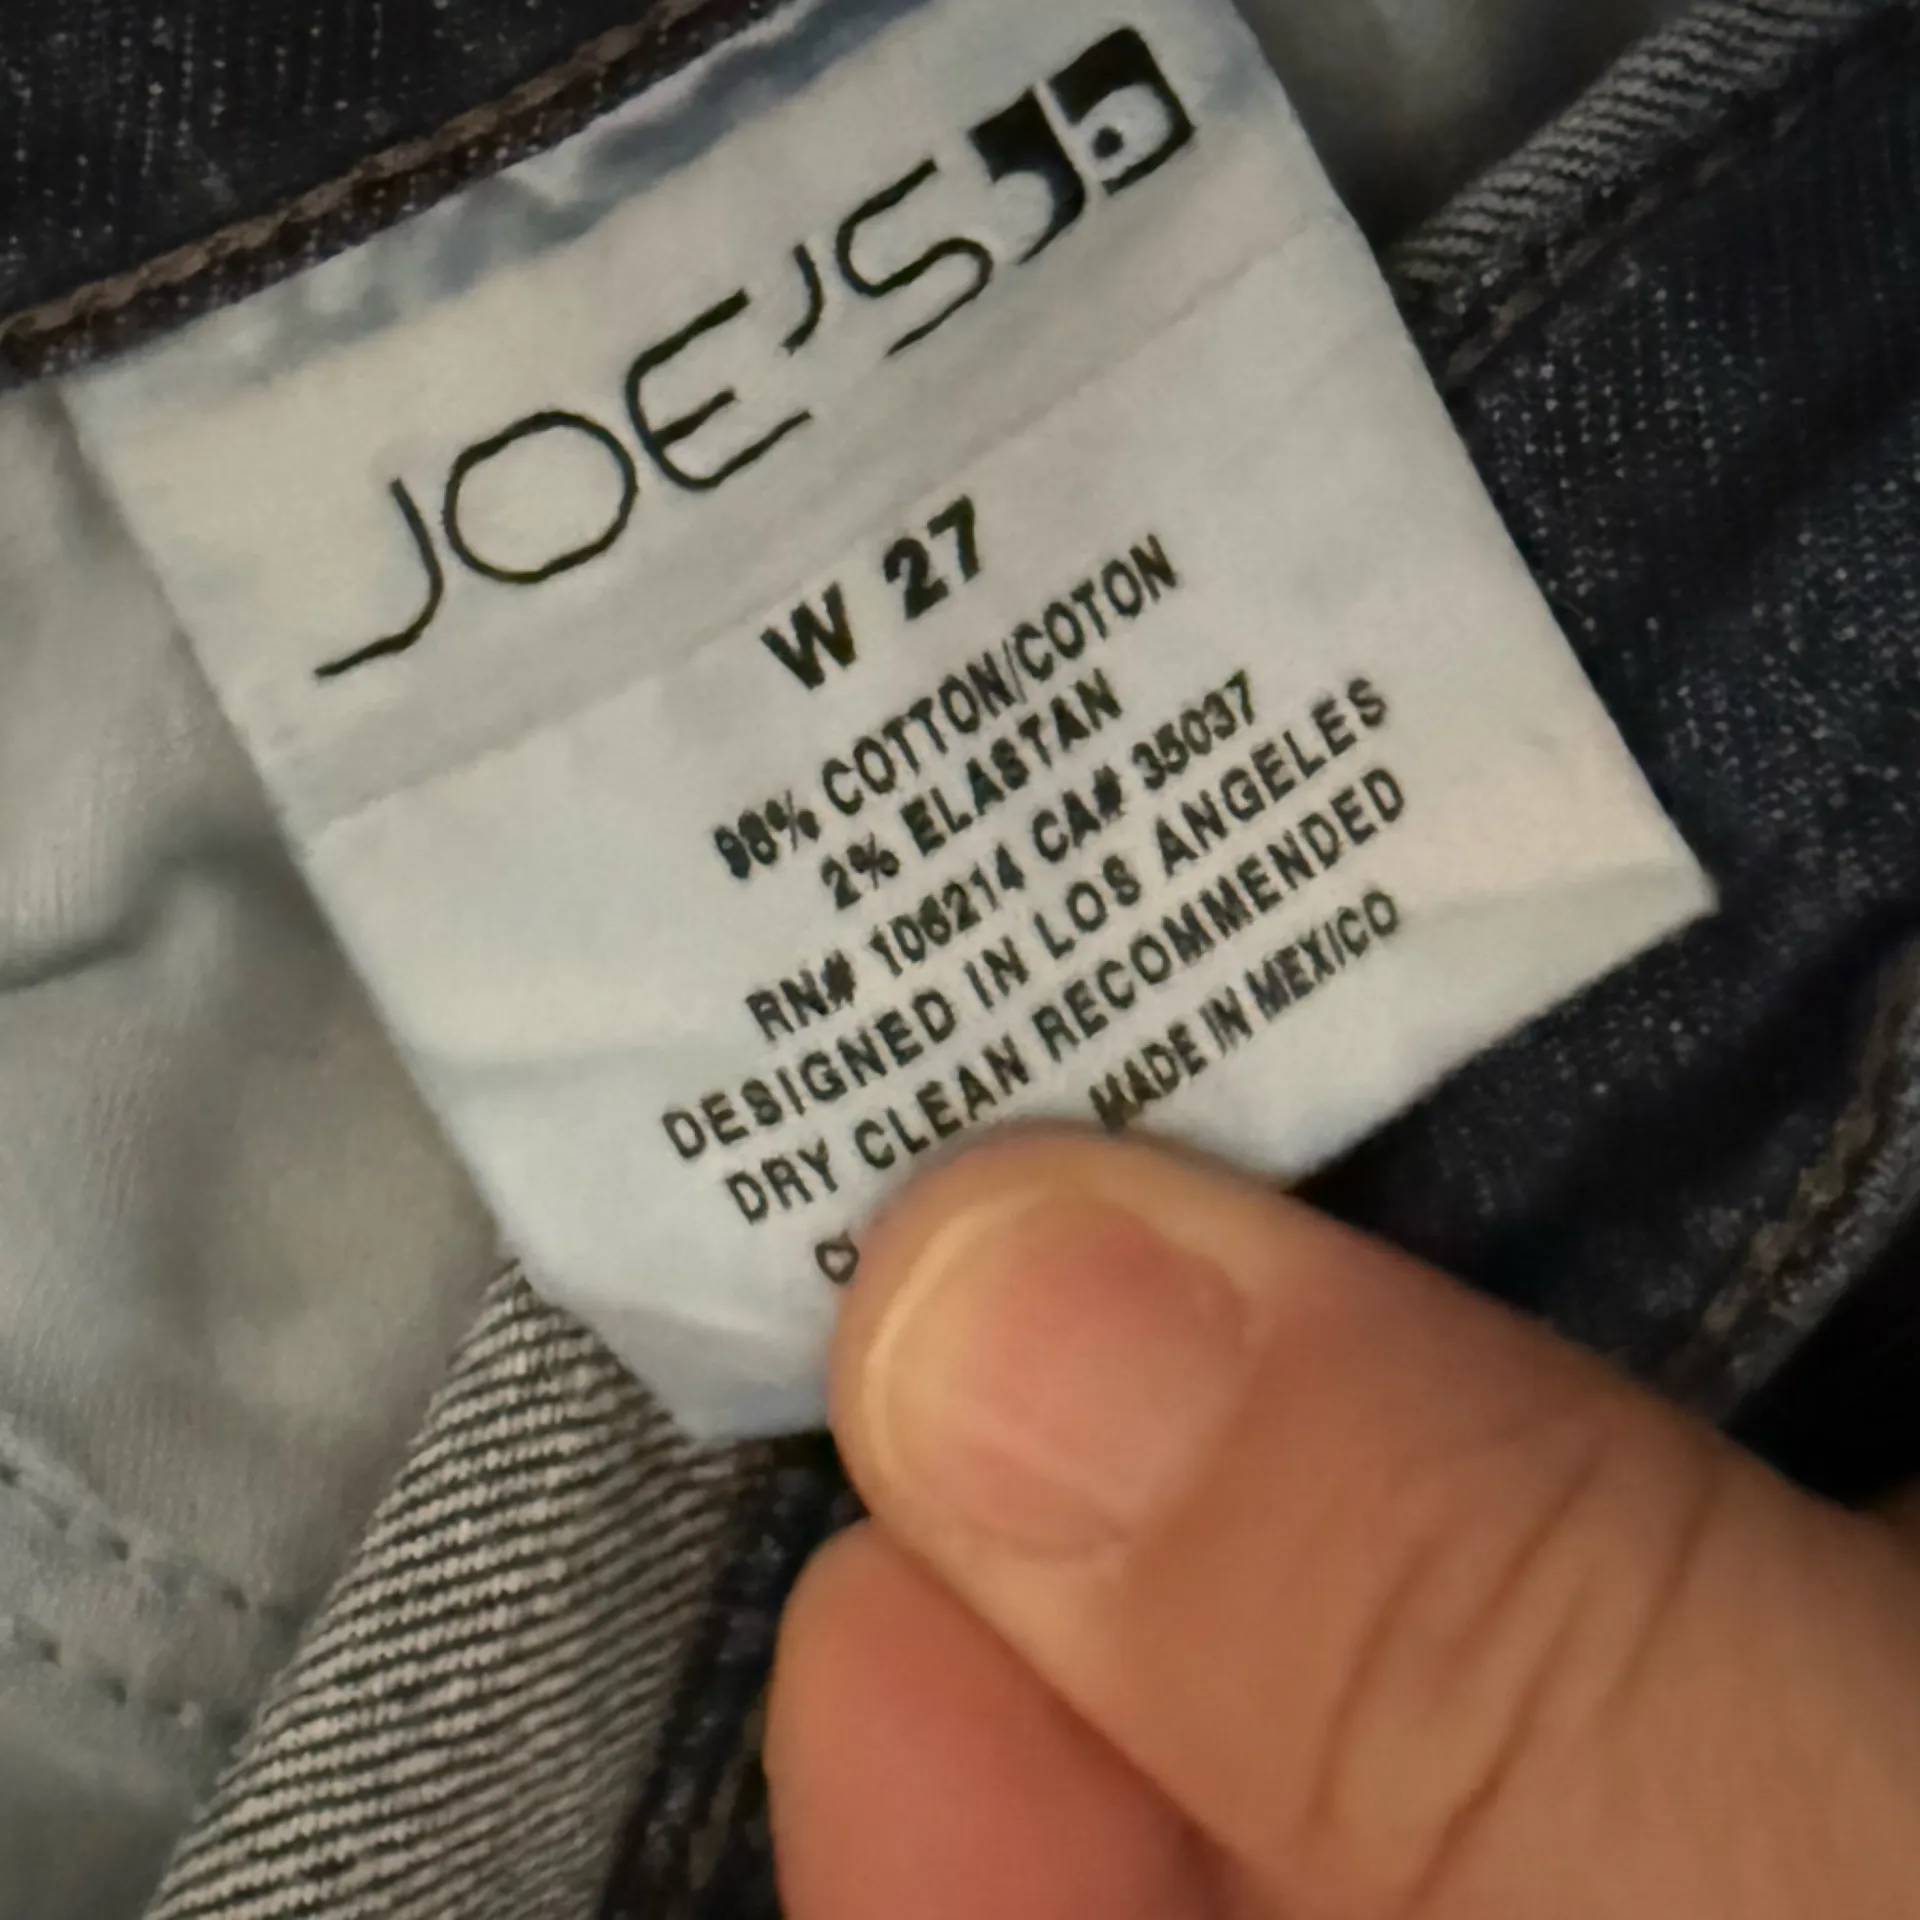 JOE'S
W 27
98% COTTON/COTON
2% ELASTAN
RN# 106214 CA# 35037
DESIGNED IN LOS ANGELES
DRY CLEAN RECOMMENDED
MADE IN MEXICO